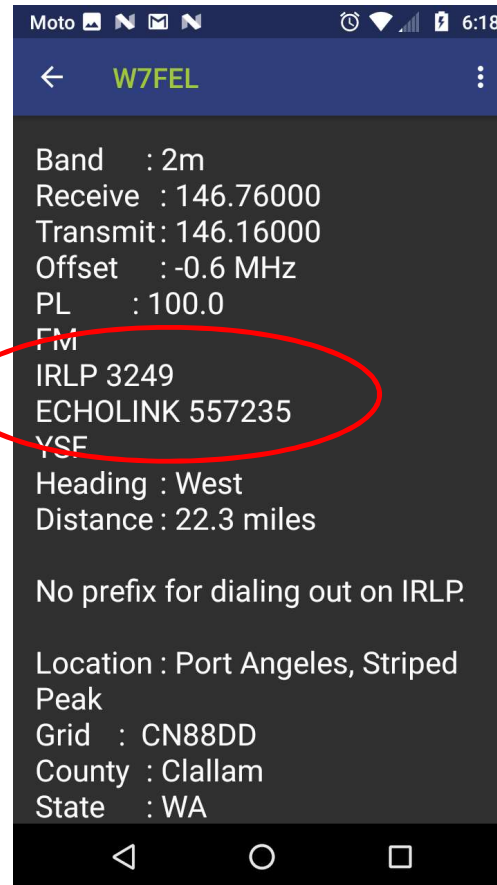 Moto 6:18
W7FEL
Band : 2m
Receive : 146.76000
Transmit : 146.16000
Offset : -0.6 MHz
PL : 100.0
FM
IRLP 3249
ECHOLINK 557235
YSF
Heading : West
Distance : 22.3 miles
No prefix for dialing out on IRLP.
Location : Port Angeles, Striped
Peak
Grid : CN88DD
County : Clallam
State : WA